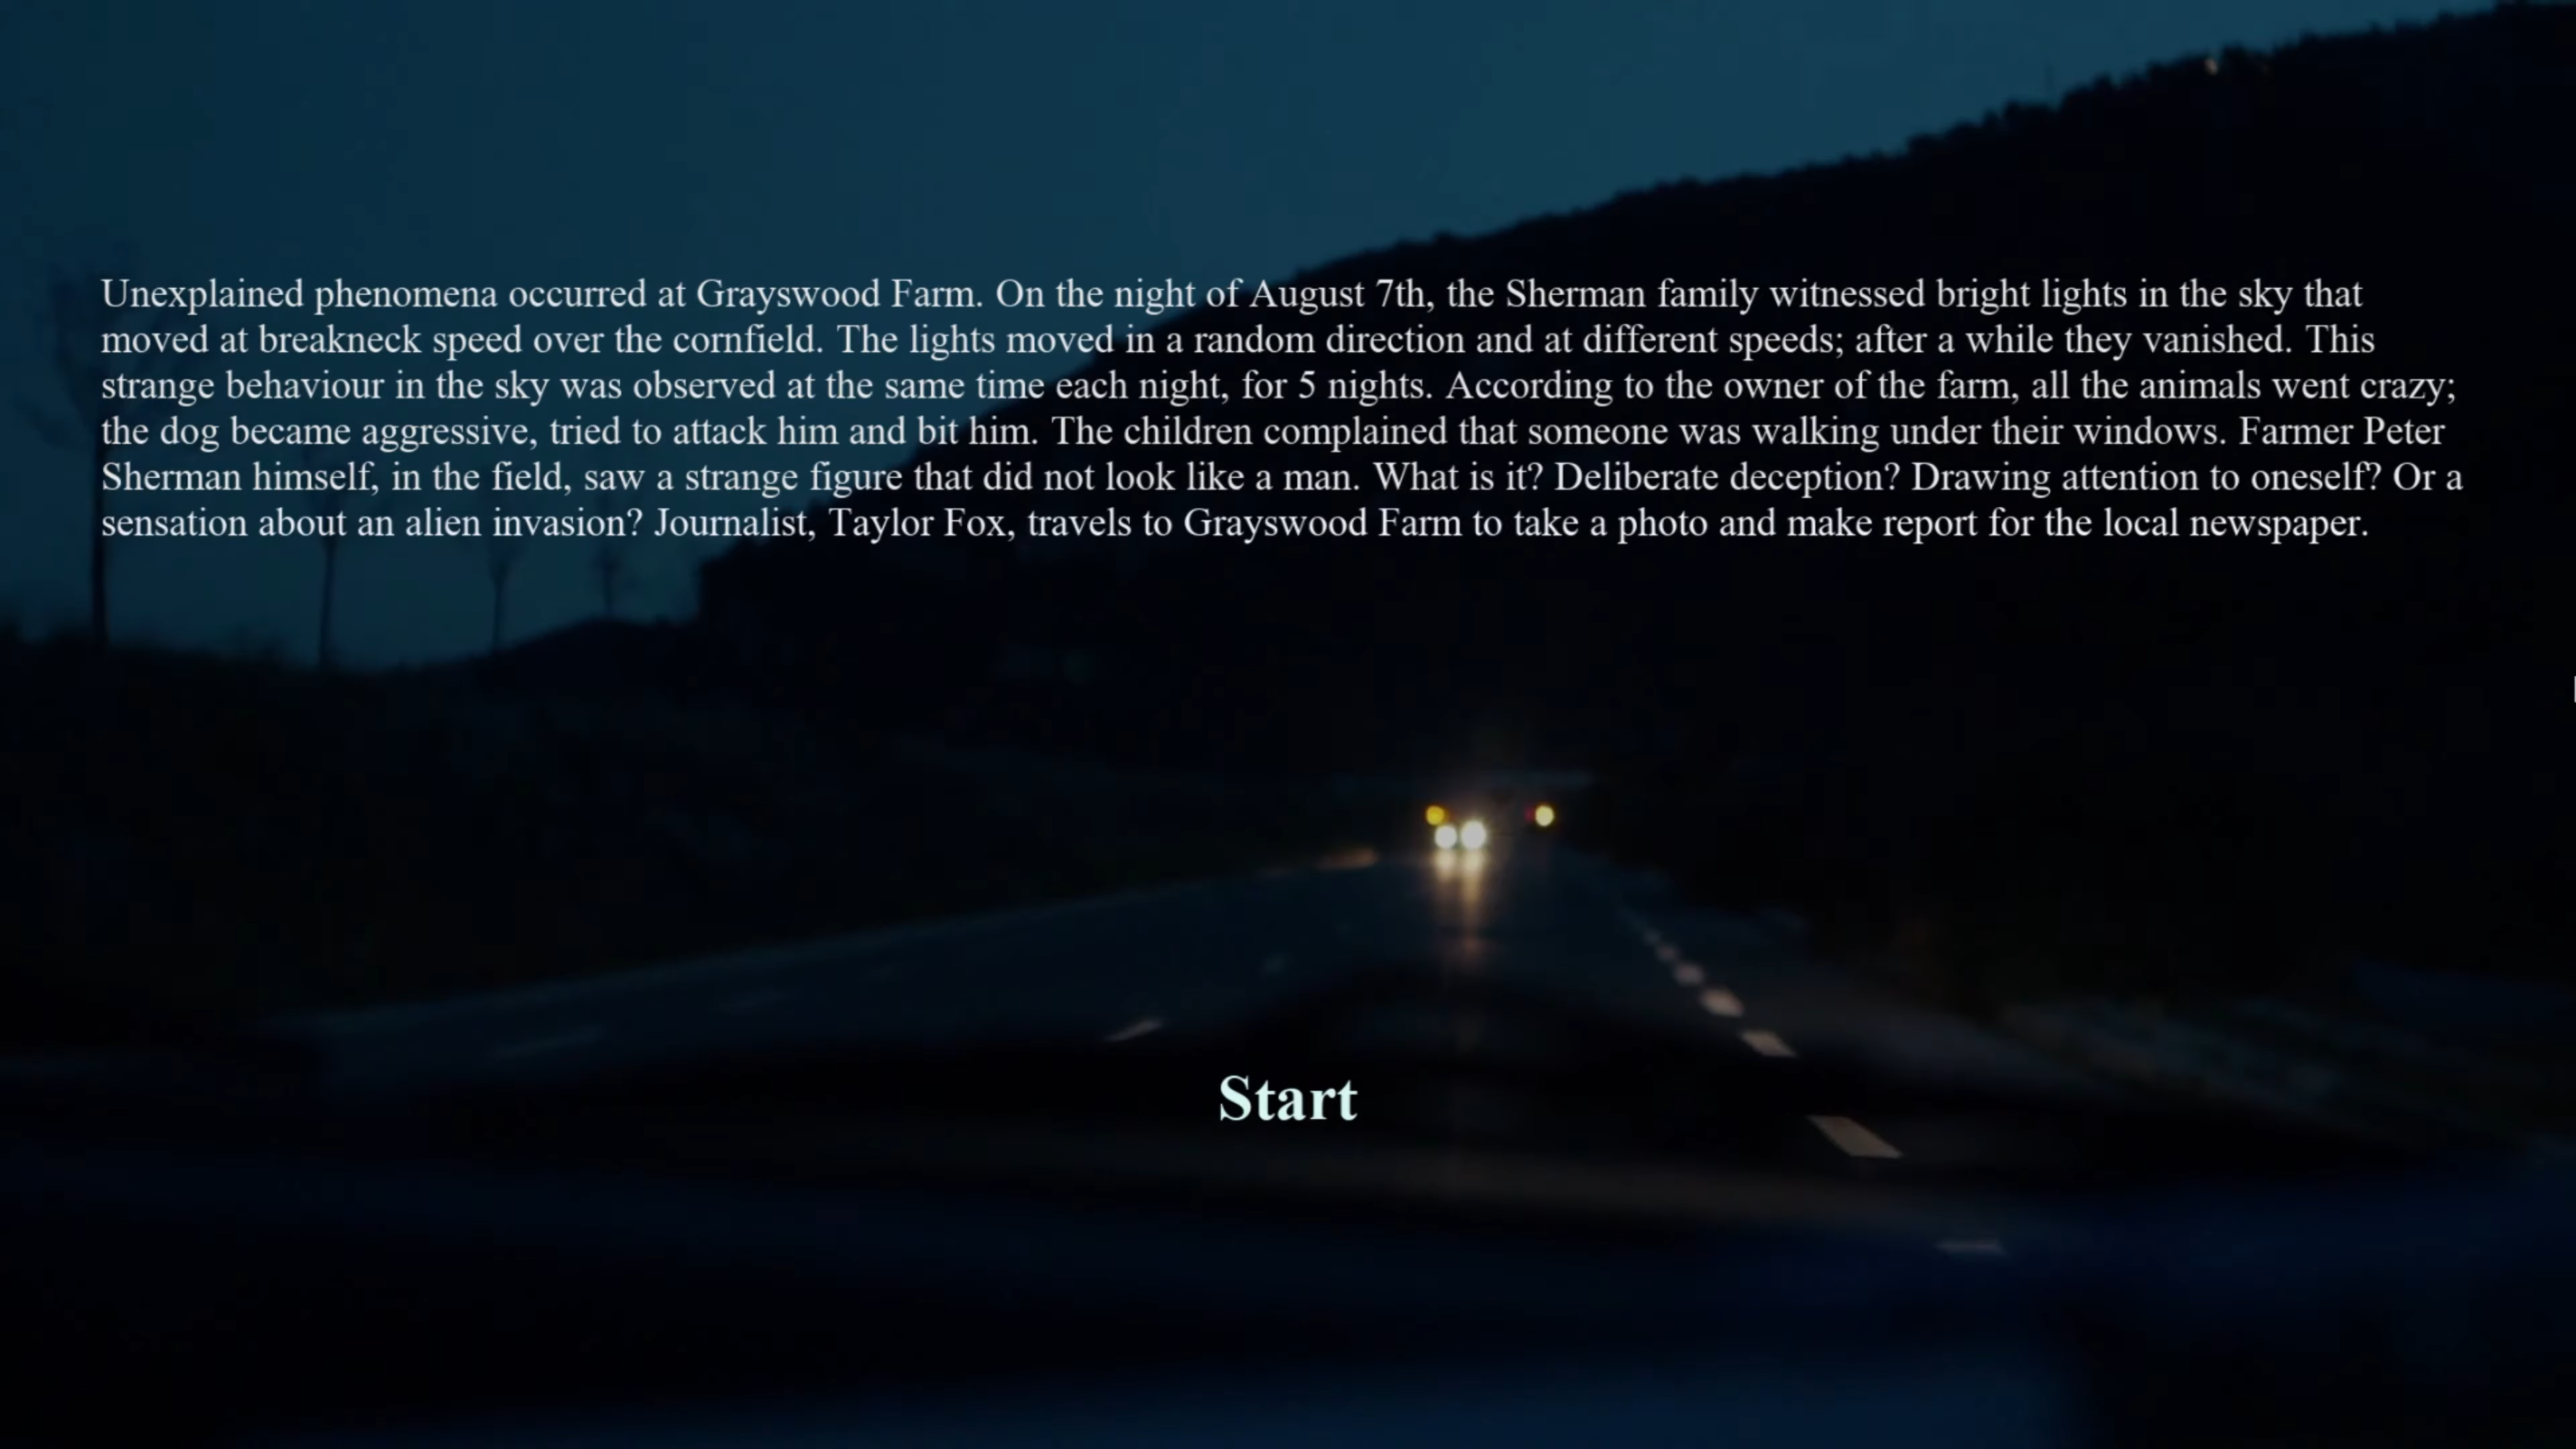 Unexplained phenomena occurred at Grayswood Farm. On the night of August 7th, the Sherman family witnessed bright lights in the sky that
moved at breakneck speed over the cornfield. The lights moved in a random direction and at different speeds; after a while they vanished. This
strange behaviour in the sky was observed at the same time each night, for 5 nights. According to the owner of the farm, all the animals went crazy;
the dog became aggressive, tried to attack him and bit him. The children complained that someone was walking under their windows. Farmer Peter
Sherman himself, in the field, saw a strange figure that did not look like a man. What is it? Deliberate deception? Drawing attention to oneself? Or a
sensation about an alien invasion? Journalist, Taylor Fox, travels to Grayswood Farm to take a photo and make report for the local newspaper.
Start